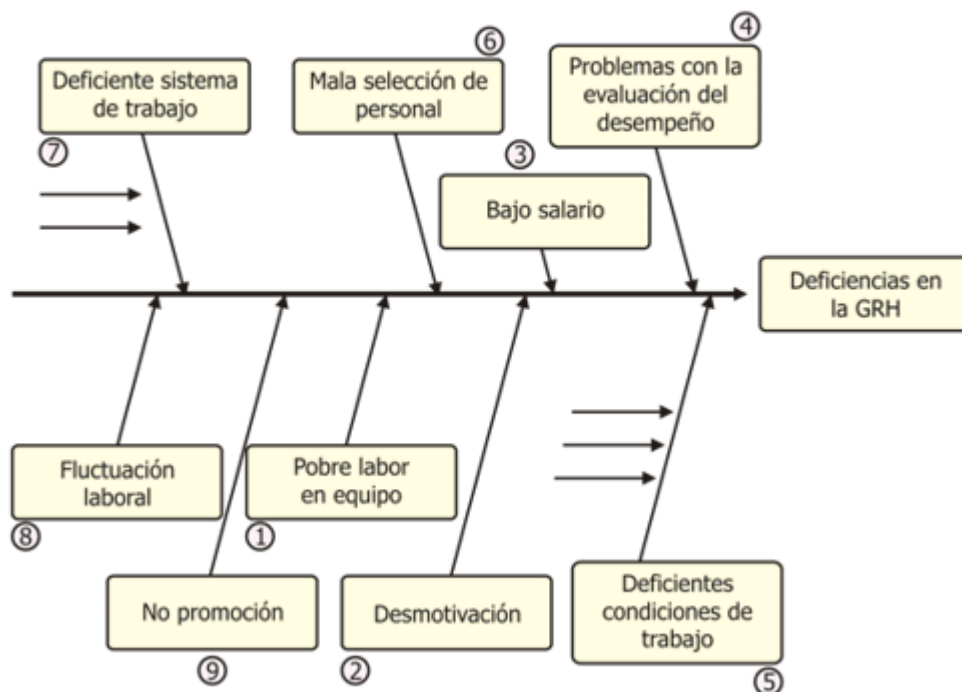 ④
⑥
Deficiente sistema
de trabajo
Mala selección de
personal
Problemas con la
evaluación del
desempeño
⑦
③
Bajo salario
Deficiencias en
la GRH
Fluctuación
laboral
Pobre labor
en equipo
⑧
①
No promoción
Desmotivación
Deficientes
condiciones de
trabajo
⑨
②
⑤